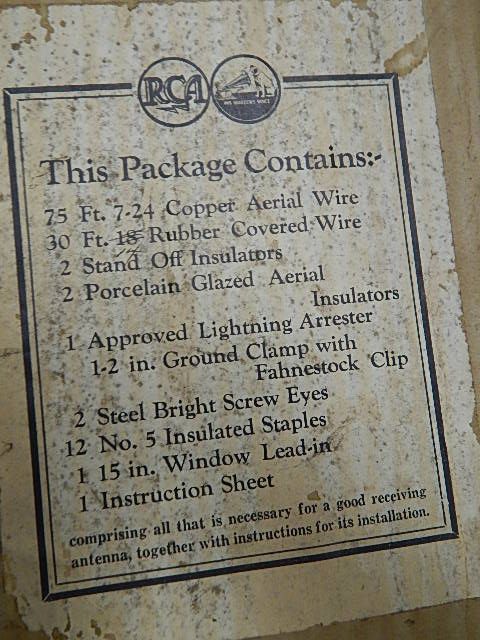 RCA
HIS MASTER'S VOICE
This Package Contains:-
75 Ft. 7-24 Copper Aerial Wire
30 Ft. 18 Rubber Covered Wire
14
2 Stand Off Insulators
2 Porcelain Glazed Aerial
Insulators
1 Approved Lightning Arrester
1-2 in. Ground Clamp with
Fahnestock Clip
2 Steel Bright Screw Eyes
12 No. 5 Insulated Staples
1 15 in. Window Lead-in
1 Instruction Sheet
comprising all that is necessary for a good receiving
antenna, together with instructions for its installation.